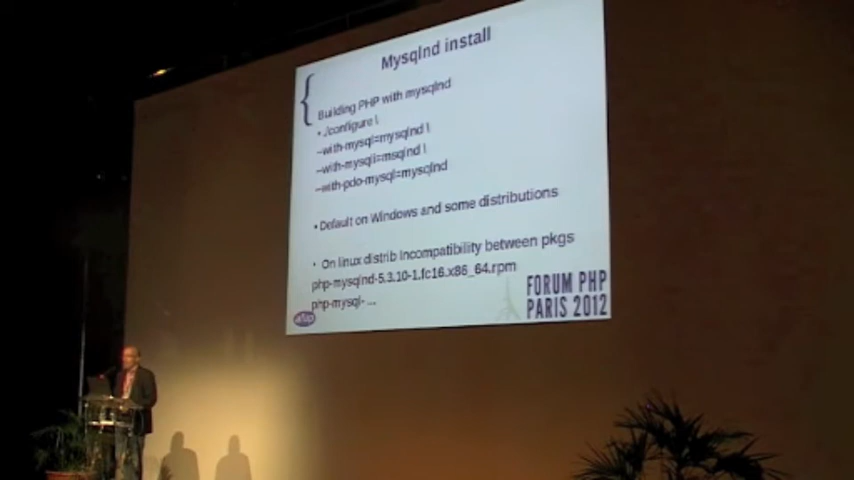 Mysqlnd install
Building PHP with mysqlnd
• ./configure \
--with-mysql=mysqlnd \
--with-mysqli=msqlnd \
--with-pdo-mysql=mysqlnd
• Default on Windows and some distributions
• On linux distrib Incompatibility between pkgs
php-mysqlnd-5.3.10-1.fc16.x86_64.rpm
php-mysql- ...
afup
FORUM PHP
PARIS 2012